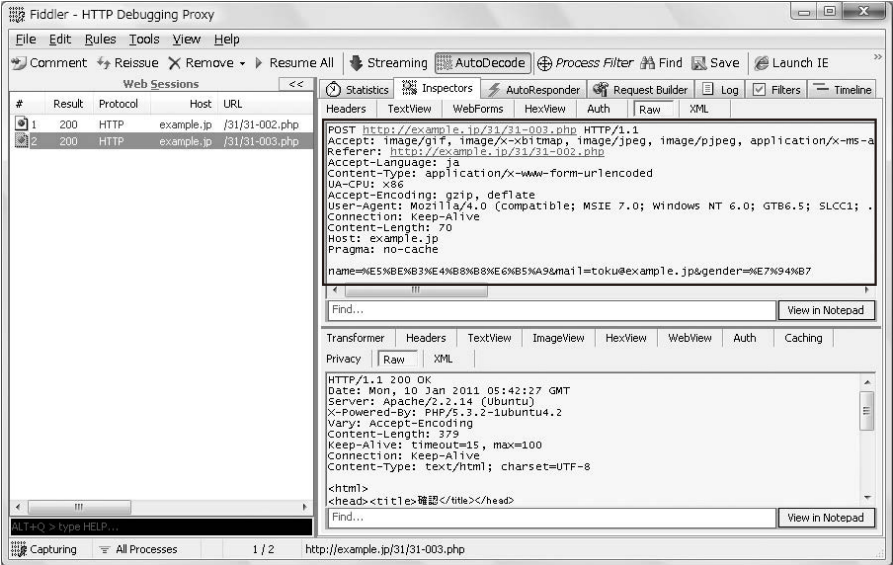 Fiddler - HTTP Debugging Proxy
File Edit Rules Tools View Help
Comment Reissue Remove Resume All Streaming AutoDecode Process Filter Find Save Launch IE »
Web Sessions <<
# Result Protocol Host URL
1 200 HTTP example.jp /31/31-002.php
2 200 HTTP example.jp /31/31-003.php
Statistics Inspectors AutoResponder Request Builder Log Filters Timeline
Headers TextView WebForms HexView Auth Raw XML
POST http://example.jp/31/31-003.php HTTP/1.1
Accept: image/gif, image/x-xbitmap, image/jpeg, image/pjpeg, application/x-ms-a
Referer: http://example.jp/31/31-002.php
Accept-Language: ja
Content-Type: application/x-www-form-urlencoded
UA-CPU: x86
Accept-Encoding: gzip, deflate
User-Agent: Mozilla/4.0 (compatible; MSIE 7.0; Windows NT 6.0; GTB6.5; SLCC1; .
Connection: Keep-Alive
Content-Length: 70
Host: example.jp
Pragma: no-cache
name=%E5%BE%B3%E4%B8%B8%E6%B5%A9&mail=toku@example.jp&gender=%E7%94%B7
Find... View in Notepad
Transformer Headers TextView ImageView HexView WebView Auth Caching
Privacy Raw XML
HTTP/1.1 200 OK
Date: Mon, 10 Jan 2011 05:42:27 GMT
Server: Apache/2.2.14 (Ubuntu)
X-Powered-By: PHP/5.3.2-1ubuntu4.2
Vary: Accept-Encoding
Content-Length: 379
Keep-Alive: timeout=15, max=100
Connection: Keep-Alive
Content-Type: text/html; charset=UTF-8
<html>
<head><title>確認</title></head>
Find... View in Notepad
ALT+Q > type HELP...
Capturing All Processes 1 / 2 http://example.jp/31/31-003.php